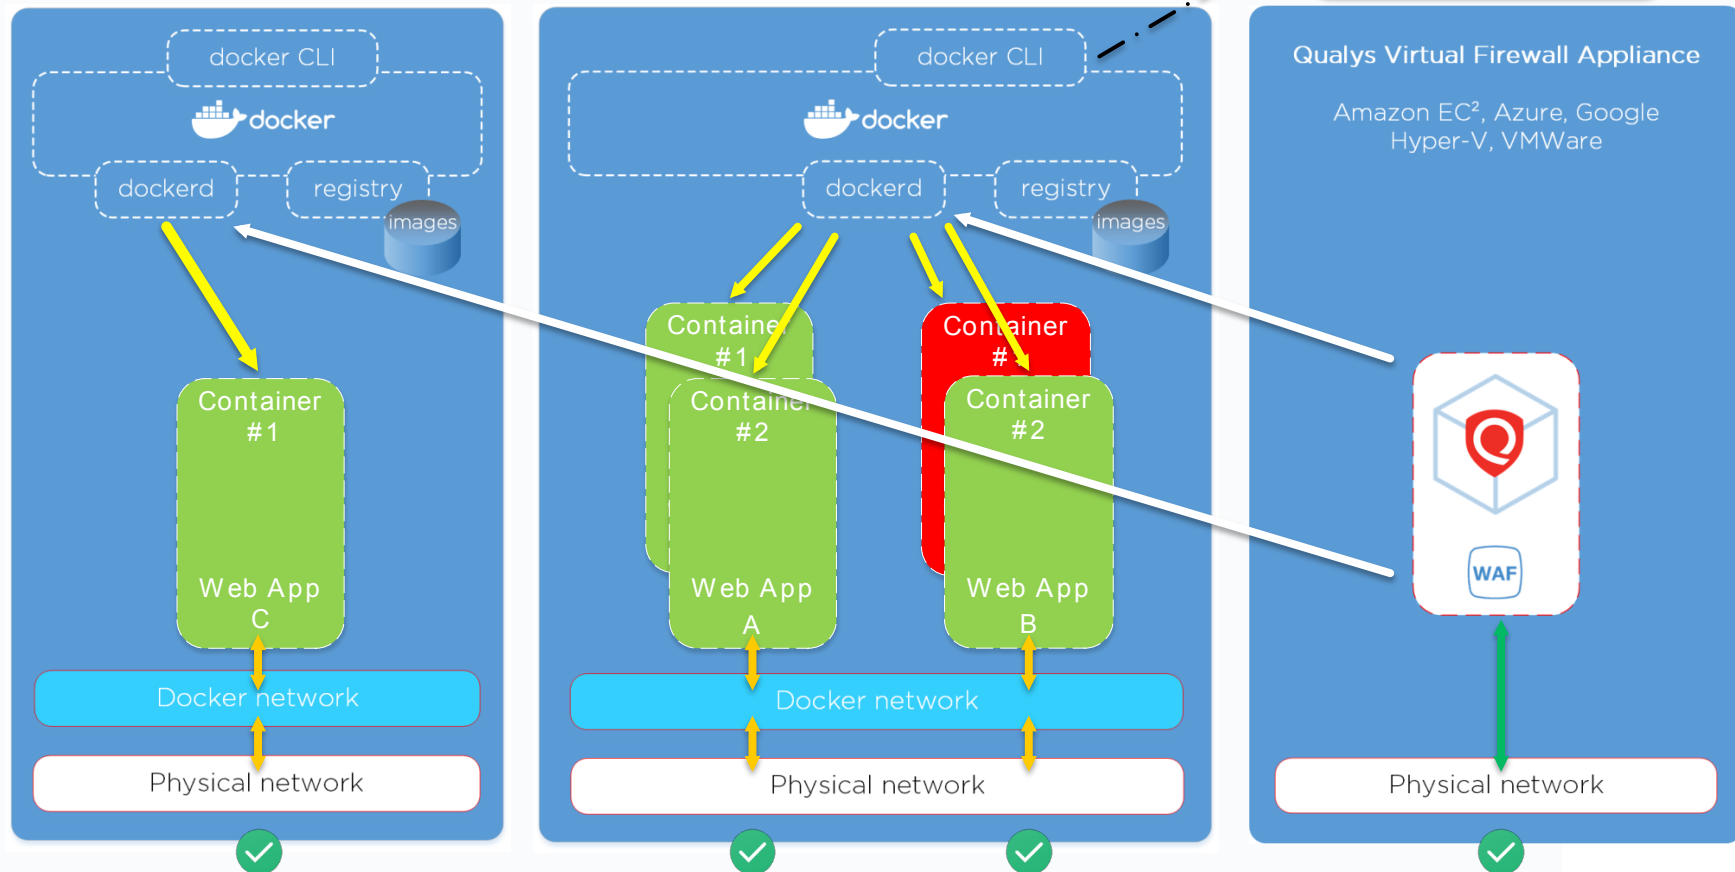 docker CLI
docker
dockerd
registry
images
Container
#1
Web App
C
Docker network
Physical network
docker CLI
docker
dockerd
registry
images
Container
#1
Container
#2
Web App
A
Container
#
Container
#2
Web App
B
Docker network
Physical network
Qualys Virtual Firewall Appliance
Amazon EC², Azure, Google
Hyper-V, VMWare
WAF
Physical network